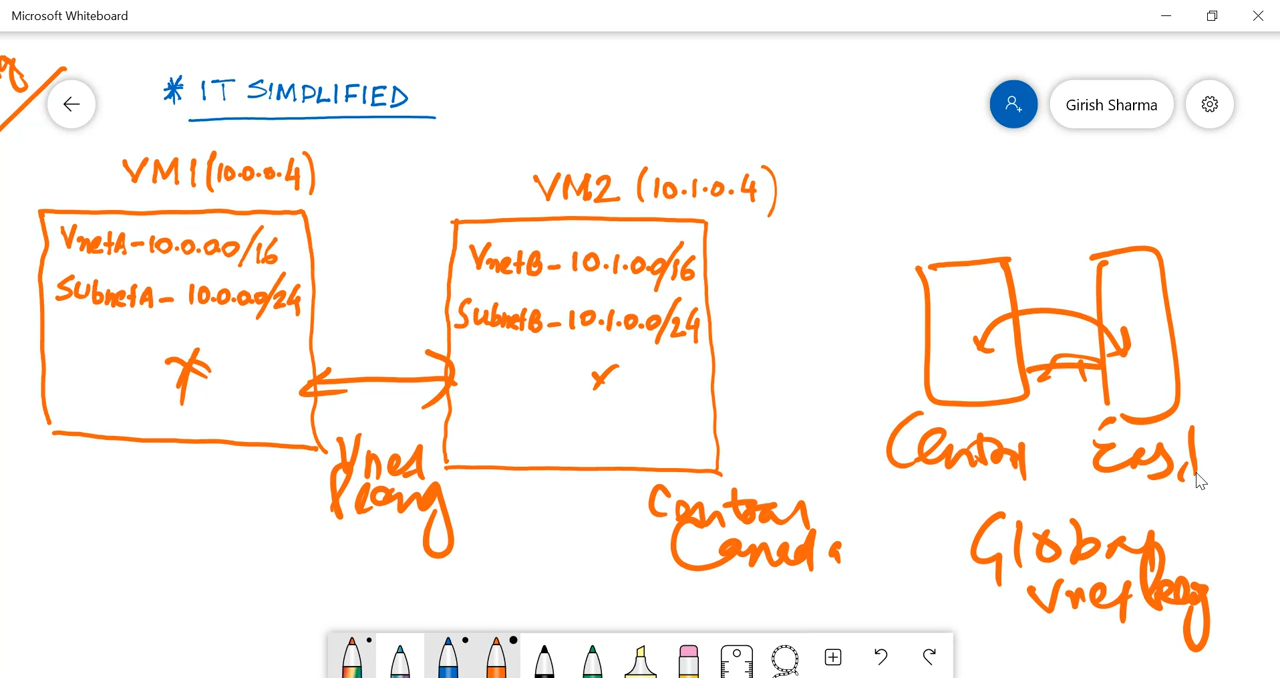 Microsoft Whiteboard
* IT SIMPLIFIED
Girish Sharma
VM1 (10.0.0.4)
VnetA - 10.0.0.0/16
SubnetA - 10.0.0.0/24
VM2 (10.1.0.4)
VnetB - 10.1.0.0/16
SubnetB - 10.1.0.0/24
Vnet
Central
Canada
Central
East
Global
Vnet